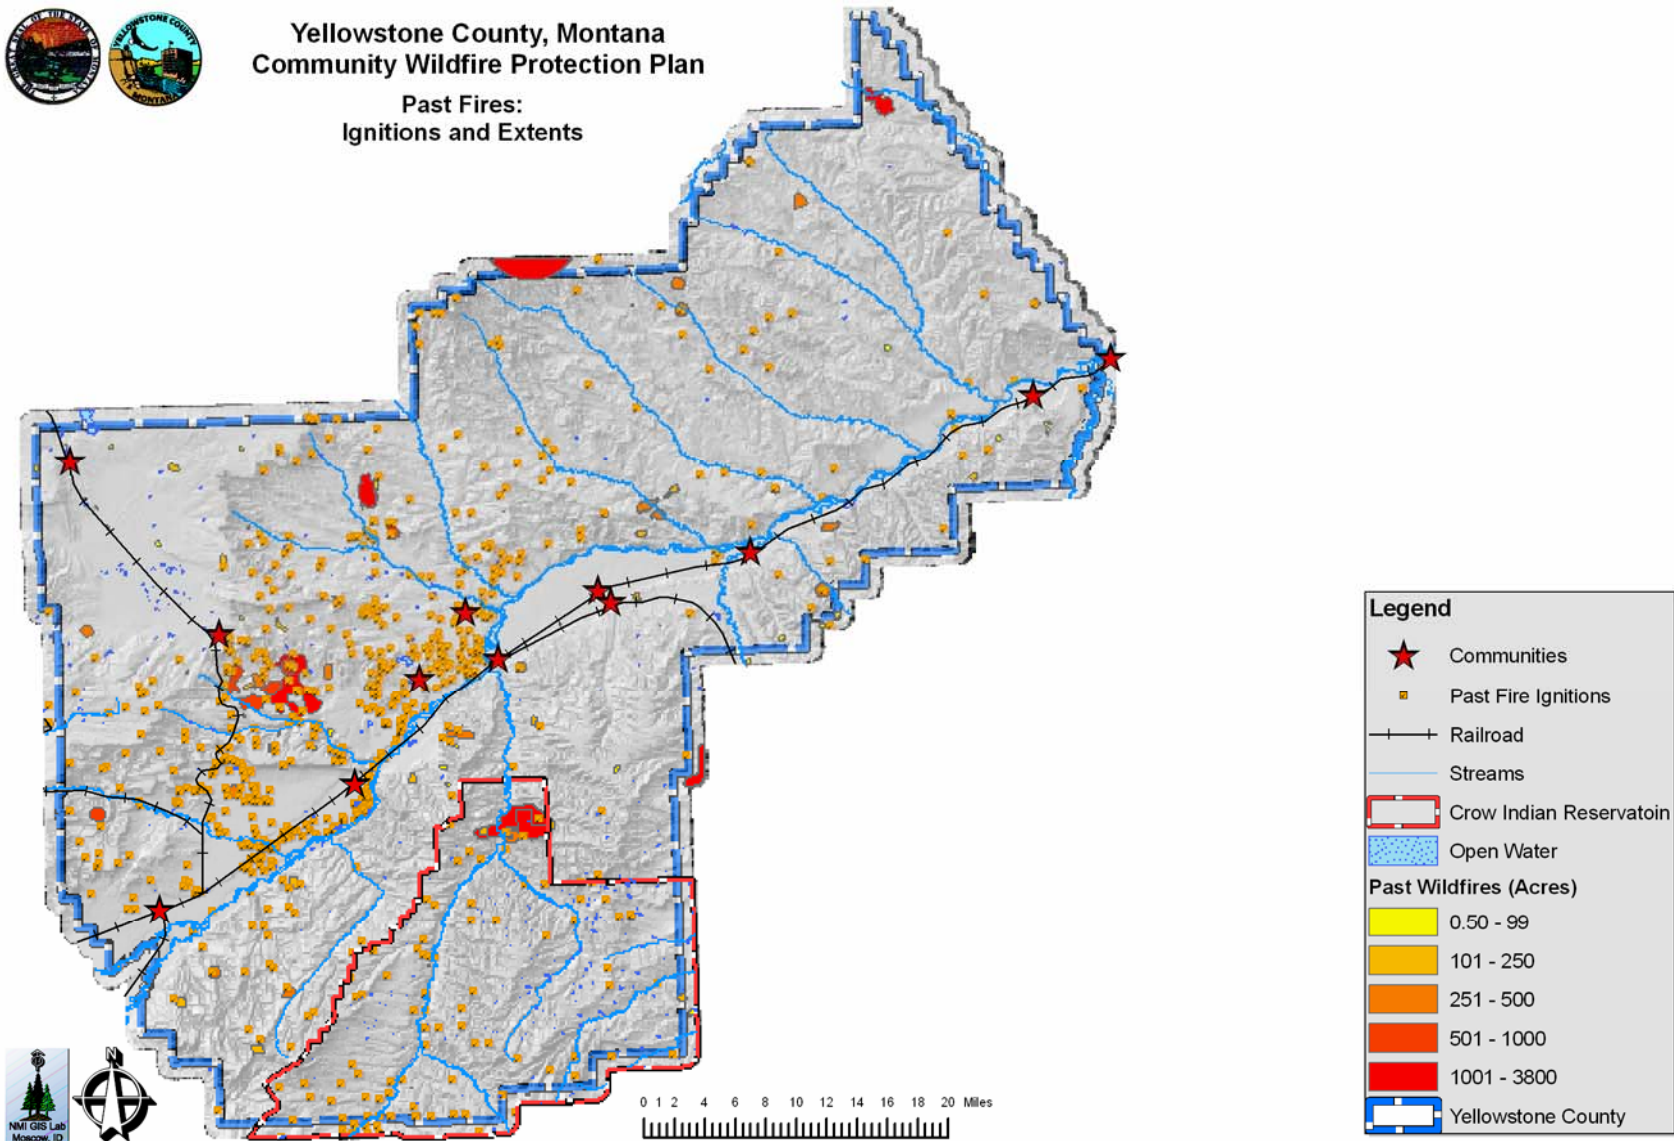 Yellowstone County, Montana
Community Wildfire Protection Plan
Past Fires:
Ignitions and Extents
YELLOWSTONE COUNTY
MONTANA
Legend
Communities
Past Fire Ignitions
Railroad
Streams
Crow Indian Reservatoin
Open Water
Past Wildfires (Acres)
0.50 - 99
101 - 250
251 - 500
501 - 1000
1001 - 3800
Yellowstone County
N
NMI GIS Lab
Moscow, ID
0 1 2 4 6 8 10 12 14 16 18 20 Miles